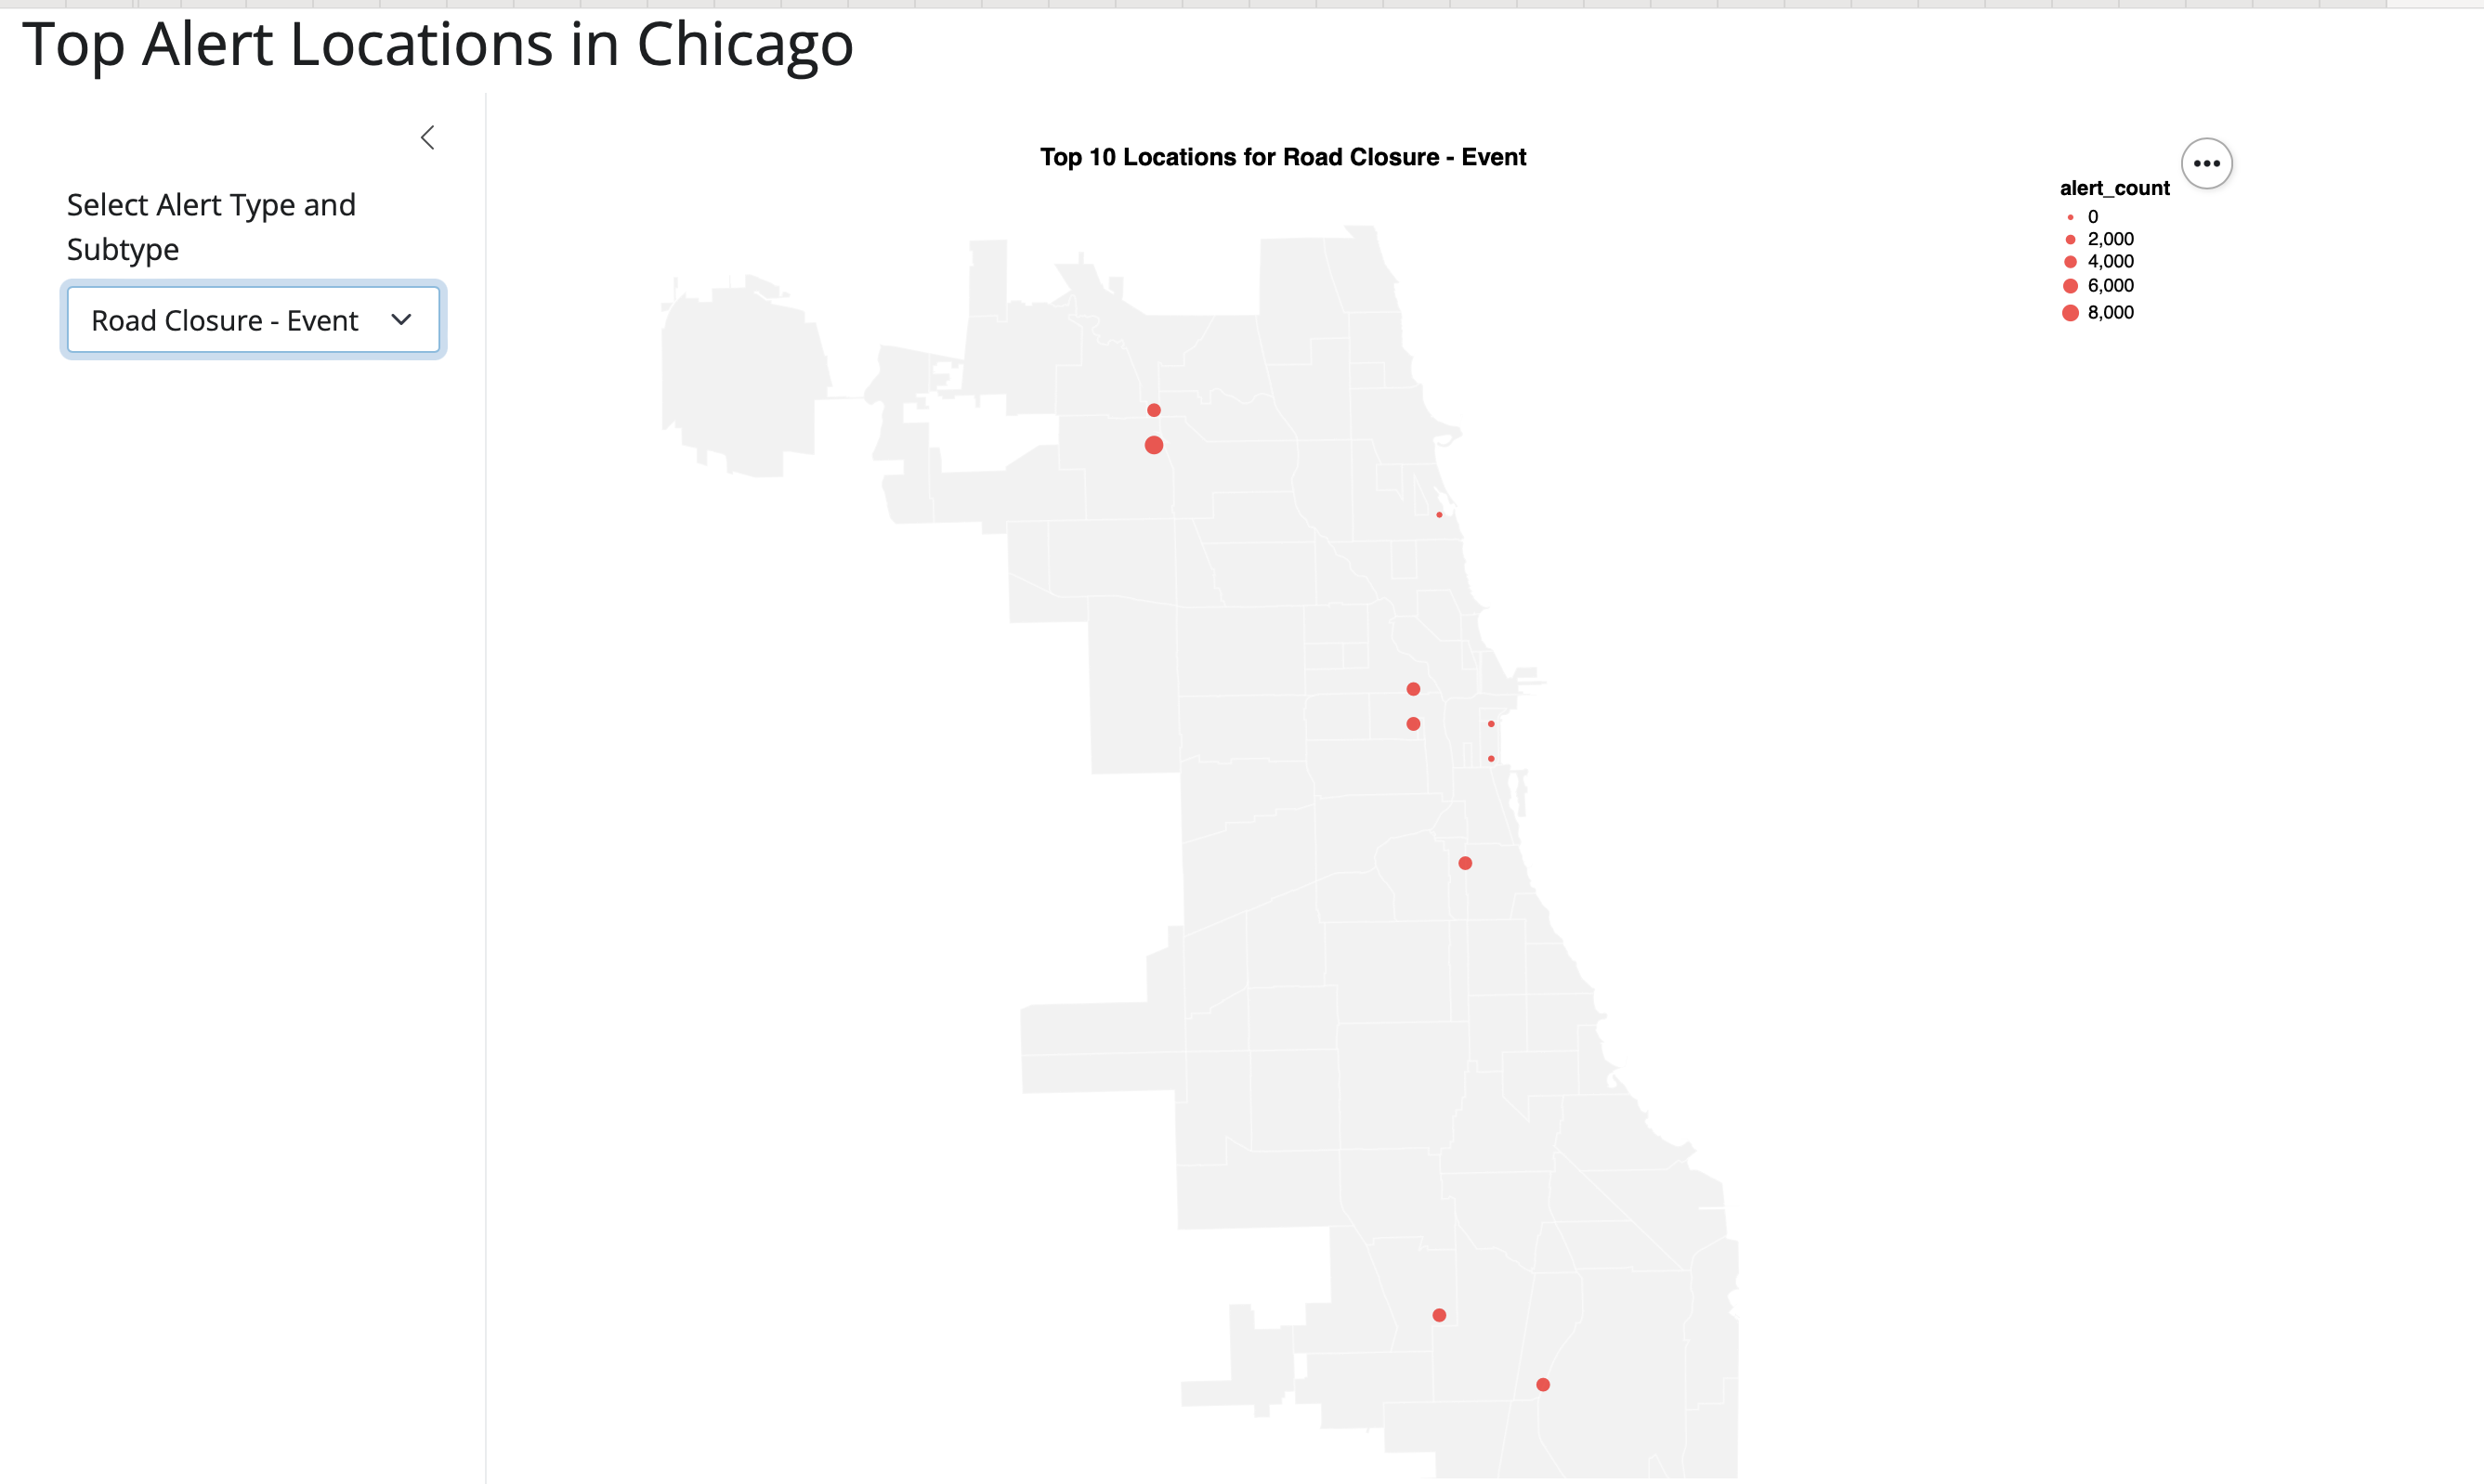 Top Alert Locations in Chicago
Select Alert Type and
Subtype
Road Closure - Event
Top 10 Locations for Road Closure - Event
alert_count
0
2,000
4,000
6,000
8,000